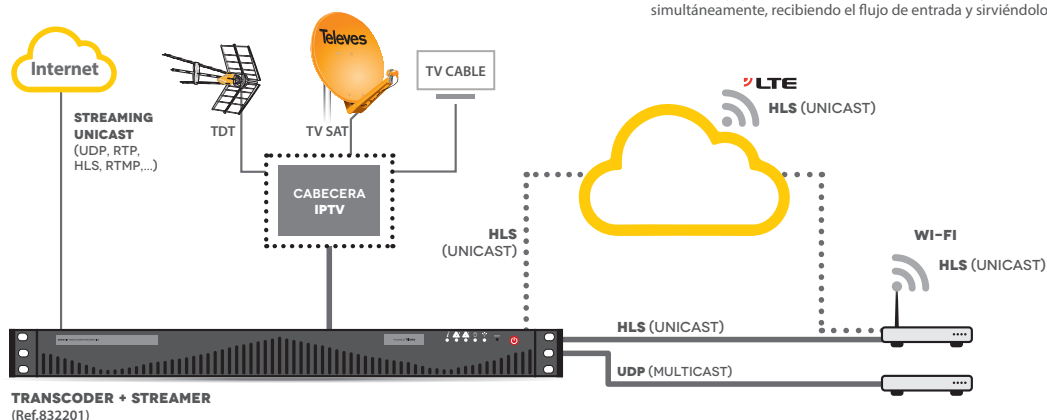 simultáneamente, recibiendo el flujo de entrada y sirviéndolo
Internet
Televes
TV CABLE
LTE
HLS (UNICAST)
STREAMING
UNICAST
(UDP, RTP,
HLS, RTMP,...)
TDT
TV SAT
CABECERA
IPTV
HLS
(UNICAST)
WI-FI
HLS (UNICAST)
HLS (UNICAST)
UDP (MULTICAST)
TRANSCODER + STREAMER
(Ref.832201)